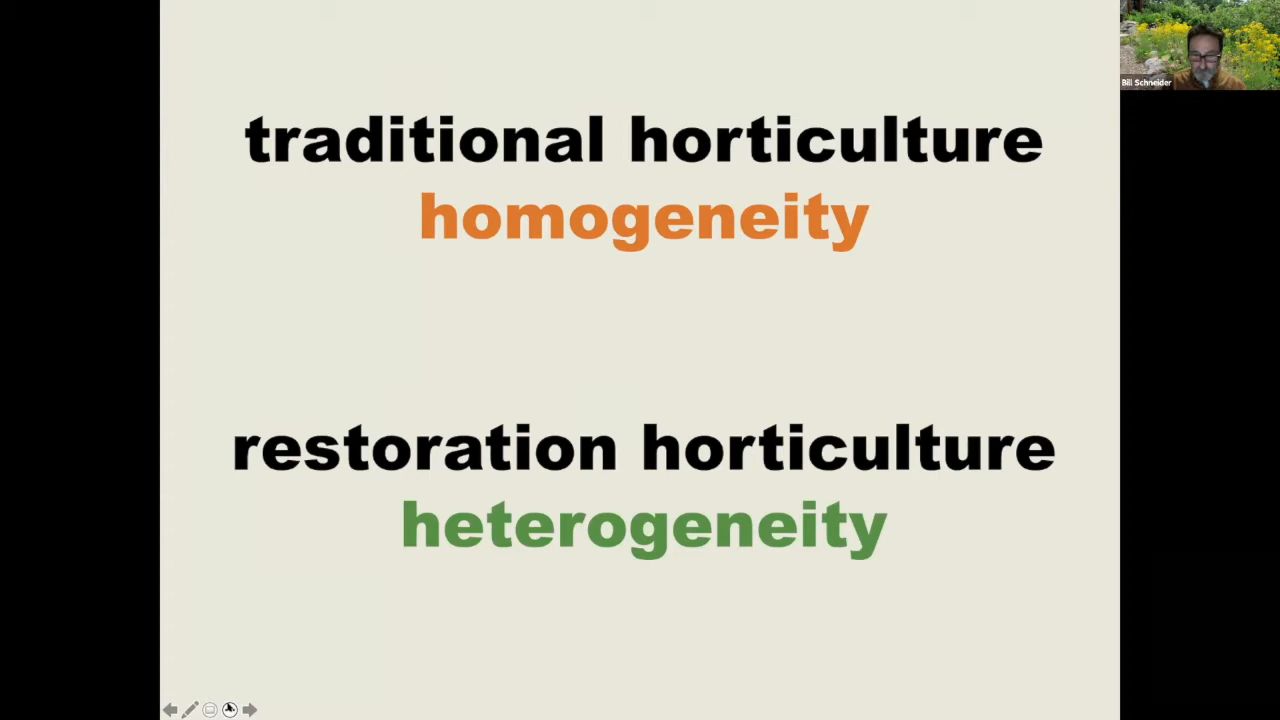 traditional horticulture
homogeneity
restoration horticulture
heterogeneity
Bill Schneider